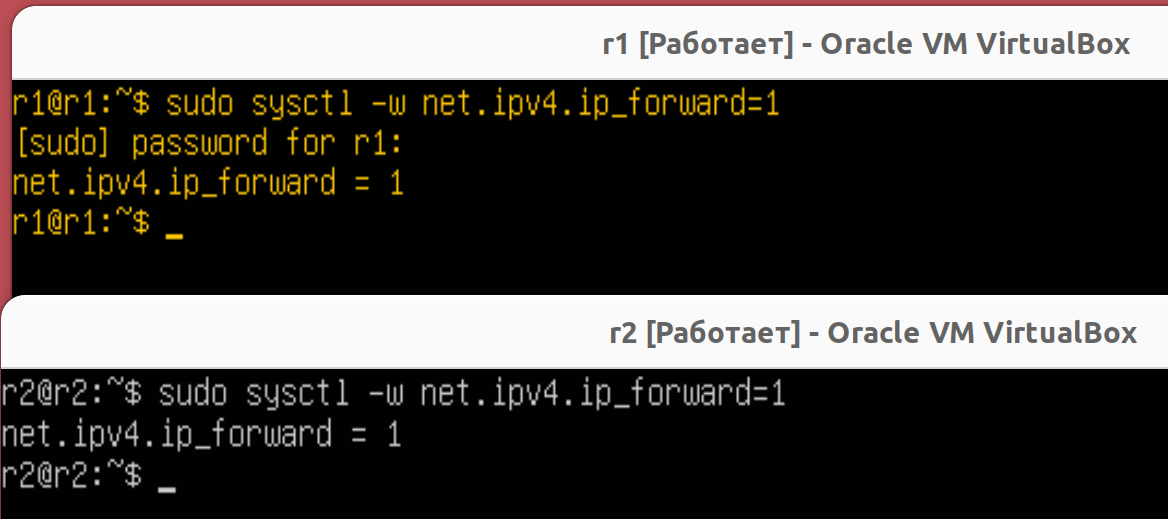 r1 [Работает] - Oracle VM VirtualBox
r1@r1:~$ sudo sysctl -w net.ipv4.ip_forward=1
[sudo] password for r1:
net.ipv4.ip_forward = 1
r1@r1:~$ _
r2 [Работает] - Oracle VM VirtualBox
r2@r2:~$ sudo sysctl -w net.ipv4.ip_forward=1
net.ipv4.ip_forward = 1
r2@r2:~$ _